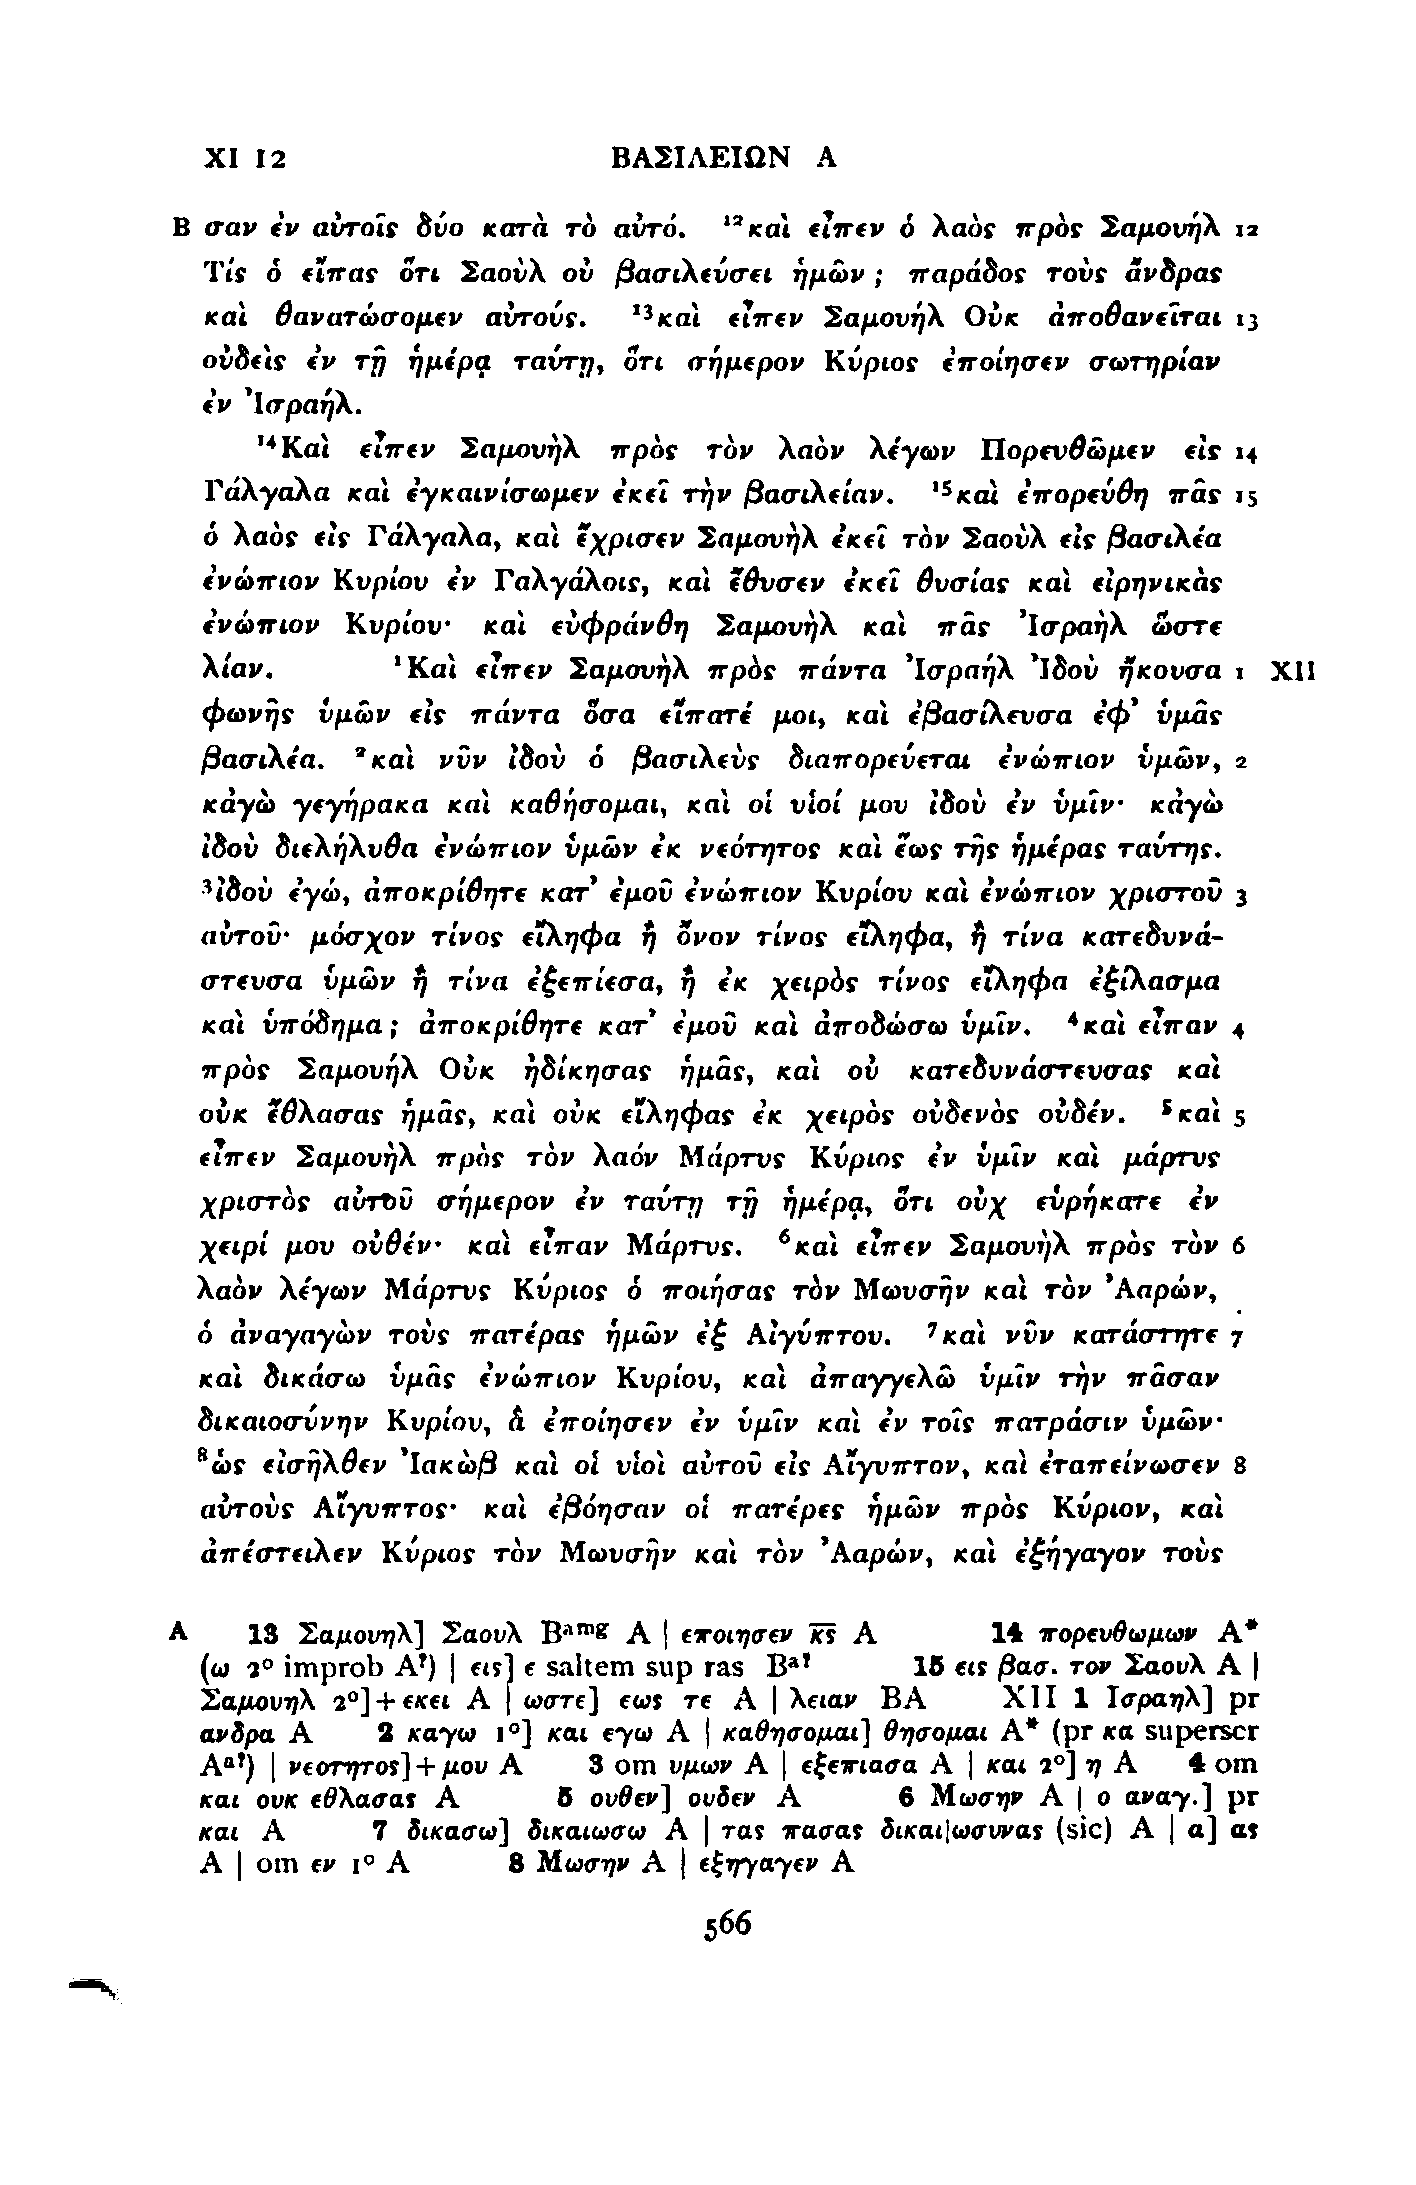 XI 12 ΒΑΣΙΛΕΙΩΝ Α
B σαν ἐν αὐτοῖς δύο κατὰ τὸ αὐτό. ¹²καὶ εἶπεν ὁ λαὸς πρὸς Σαμουήλ 12
Τίς ὁ εἴπας ὅτι Σαοὺλ οὐ βασιλεύσει ἡμῶν ; παράδος τοὺς ἄνδρας
καὶ θανατώσομεν αὐτούς. ¹³καὶ εἶπεν Σαμουήλ Οὐκ ἀποθανεῖται 13
οὐδεὶς ἐν τῇ ἡμέρᾳ ταύτῃ, ὅτι σήμερον Κύριος ἐποίησεν σωτηρίαν
ἐν Ἰσραήλ.
¹⁴Καὶ εἶπεν Σαμουὴλ πρὸς τὸν λαὸν λέγων Πορευθῶμεν εἰς 14
Γάλγαλα καὶ ἐγκαινίσωμεν ἐκεῖ τὴν βασιλείαν. ¹⁵καὶ ἐπορεύθη πᾶς 15
ὁ λαὸς εἰς Γάλγαλα, καὶ ἔχρισεν Σαμουὴλ ἐκεῖ τὸν Σαοὺλ εἰς βασιλέα
ἐνώπιον Κυρίου ἐν Γαλγάλοις, καὶ ἔθυσεν ἐκεῖ θυσίας καὶ εἰρηνικὰς
ἐνώπιον Κυρίου· καὶ εὐφράνθη Σαμουὴλ καὶ πᾶς Ἰσραὴλ ὥστε
λίαν. ¹Καὶ εἶπεν Σαμουὴλ πρὸς πάντα Ἰσραήλ Ἰδοὺ ἤκουσα 1 XII
φωνῆς ὑμῶν εἰς πάντα ὅσα εἴπατέ μοι, καὶ ἐβασίλευσα ἐφ’ ὑμᾶς
βασιλέα. ²καὶ νῦν ἰδοὺ ὁ βασιλεὺς διαπορεύεται ἐνώπιον ὑμῶν, 2
κἀγὼ γεγήρακα καὶ καθήσομαι, καὶ οἱ υἱοί μου ἰδοὺ ἐν ὑμῖν· κἀγὼ
ἰδοὺ διελήλυθα ἐνώπιον ὑμῶν ἐκ νεότητος καὶ ἕως τῆς ἡμέρας ταύτης.
³ἰδοὺ ἐγώ, ἀποκρίθητε κατ’ ἐμοῦ ἐνώπιον Κυρίου καὶ ἐνώπιον χριστοῦ 3
αὐτοῦ· μόσχον τίνος εἴληφα ἢ ὄνον τίνος εἴληφα, ἢ τίνα κατεδυνά-
στευσα ὑμῶν ἢ τίνα ἐξεπίεσα, ἢ ἐκ χειρὸς τίνος εἴληφα ἐξίλασμα
καὶ ὑπόδημα; ἀποκρίθητε κατ’ ἐμοῦ καὶ ἀποδώσω ὑμῖν. ⁴καὶ εἶπαν 4
πρὸς Σαμουήλ Οὐκ ἠδίκησας ἡμᾶς, καὶ οὐ κατεδυνάστευσας καὶ
οὐκ ἔθλασας ἡμᾶς, καὶ οὐκ εἴληφας ἐκ χειρὸς οὐδενὸς οὐδέν. ⁵καὶ 5
εἶπεν Σαμουὴλ πρὸς τὸν λαόν Μάρτυς Κύριος ἐν ὑμῖν καὶ μάρτυς
χριστὸς αὐτοῦ σήμερον ἐν ταύτῃ τῇ ἡμέρᾳ, ὅτι οὐχ εὑρήκατε ἐν
χειρί μου οὐθέν· καὶ εἶπαν Μάρτυς. ⁶καὶ εἶπεν Σαμουὴλ πρὸς τὸν 6
λαὸν λέγων Μάρτυς Κύριος ὁ ποιήσας τὸν Μωυσῆν καὶ τὸν Ἀαρών,
ὁ ἀναγαγὼν τοὺς πατέρας ἡμῶν ἐξ Αἰγύπτου. ⁷καὶ νῦν κατάστητε 7
καὶ δικάσω ὑμᾶς ἐνώπιον Κυρίου, καὶ ἀπαγγελῶ ὑμῖν τὴν πᾶσαν
δικαιοσύνην Κυρίου, ἃ ἐποίησεν ἐν ὑμῖν καὶ ἐν τοῖς πατράσιν ὑμῶν·
⁸ὡς εἰσῆλθεν Ἰακὼβ καὶ οἱ υἱοὶ αὐτοῦ εἰς Αἴγυπτον, καὶ ἐταπείνωσεν 8
αὐτοὺς Αἴγυπτος· καὶ ἐβόησαν οἱ πατέρες ἡμῶν πρὸς Κύριον, καὶ
ἀπέστειλεν Κύριος τὸν Μωυσῆν καὶ τὸν Ἀαρών, καὶ ἐξήγαγον τοὺς
A 13 Σαμουηλ] Σαουλ Bᵃᵐᵍ A | εποιησεν κ̅ς̅ A 14 πορευθωμων A*
(ω 2° improb A?) | εις] ε saltem sup ras Bᵃ? 15 εις βασ. τον Σαουλ A |
Σαμουηλ 2°]+εκει A | ωστε] εως τε A | λειαν BA XII 1 Ισραηλ] pr
ανδρα A 2 καγω 1°] και εγω A | καθησομαι] θησομαι A* (pr κα superscr
Aᵃ?) | νεοτητος]+μου A 3 om υμων A | εξεπιασα A | και 2°] η A 4 om
και ουκ εθλασας A 5 ουθεν] ουδεν A 6 Μωσην A | ο αναγ.] pr
και A 7 δικασω] δικαιωσω A | τας πασας δικαι|ωσυνας (sic) A | α] ας
A | om εν 1° A 8 Μωσην A | εξηγαγεν A
566